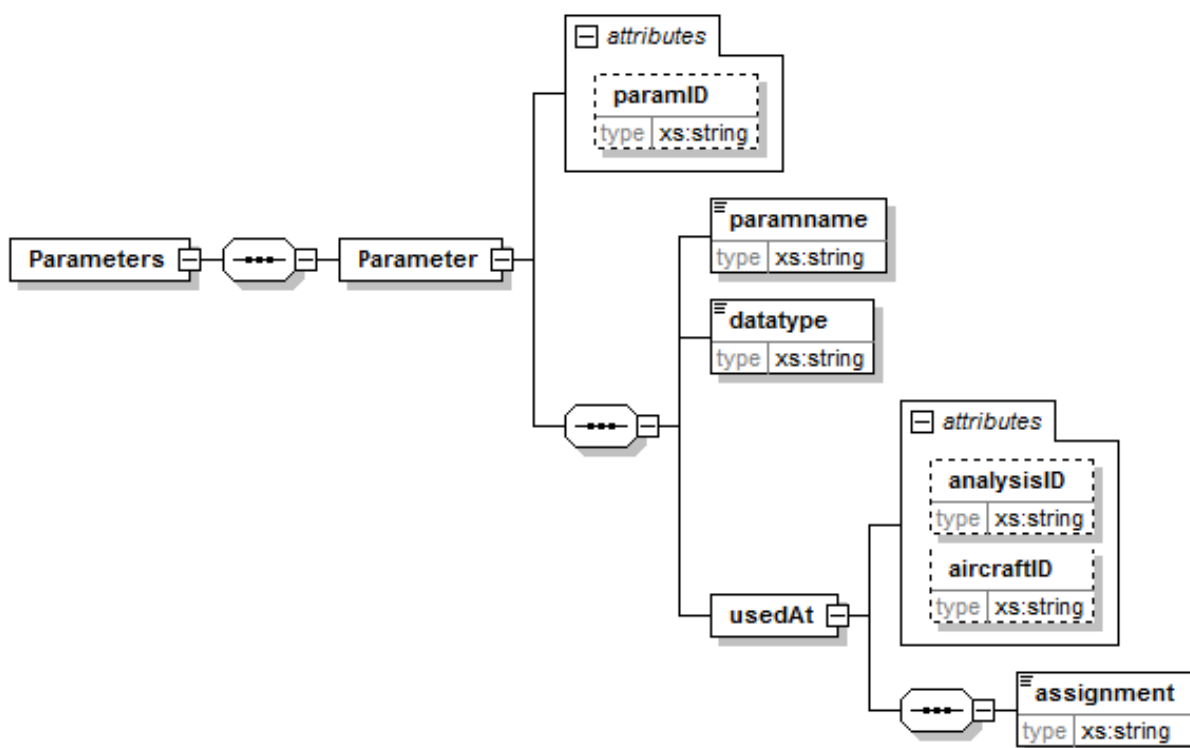 attributes
paramID
type xs:string
Parameters
Parameter
paramname
type xs:string
datatype
type xs:string
attributes
analysisID
type xs:string
aircraftID
type xs:string
usedAt
assignment
type xs:string